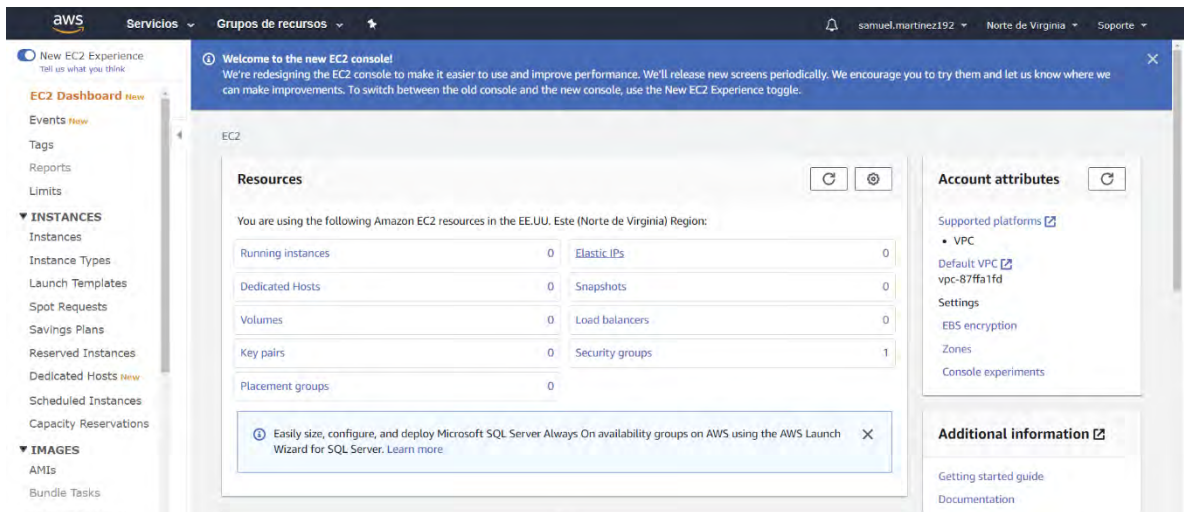 aws Servicios Grupos de recursos samuel.martinez192 Norte de Virginia Soporte
New EC2 Experience
Tell us what you think
EC2 Dashboard New
Events New
Tags
Reports
Limits
INSTANCES
Instances
Instance Types
Launch Templates
Spot Requests
Savings Plans
Reserved Instances
Dedicated Hosts New
Scheduled Instances
Capacity Reservations
IMAGES
AMIs
Bundle Tasks
Welcome to the new EC2 console!
We're redesigning the EC2 console to make it easier to use and improve performance. We'll release new screens periodically. We encourage you to try them and let us know where we
can make improvements. To switch between the old console and the new console, use the New EC2 Experience toggle.
EC2
Resources
You are using the following Amazon EC2 resources in the EE.UU. Este (Norte de Virginia) Region:
Running instances 0 Elastic IPs 0
Dedicated Hosts 0 Snapshots 0
Volumes 0 Load balancers 0
Key pairs 0 Security groups 1
Placement groups 0
Easily size, configure, and deploy Microsoft SQL Server Always On availability groups on AWS using the AWS Launch
Wizard for SQL Server. Learn more
Account attributes
Supported platforms
• VPC
Default VPC
vpc-87ffa1fd
Settings
EBS encryption
Zones
Console experiments
Additional information
Getting started guide
Documentation